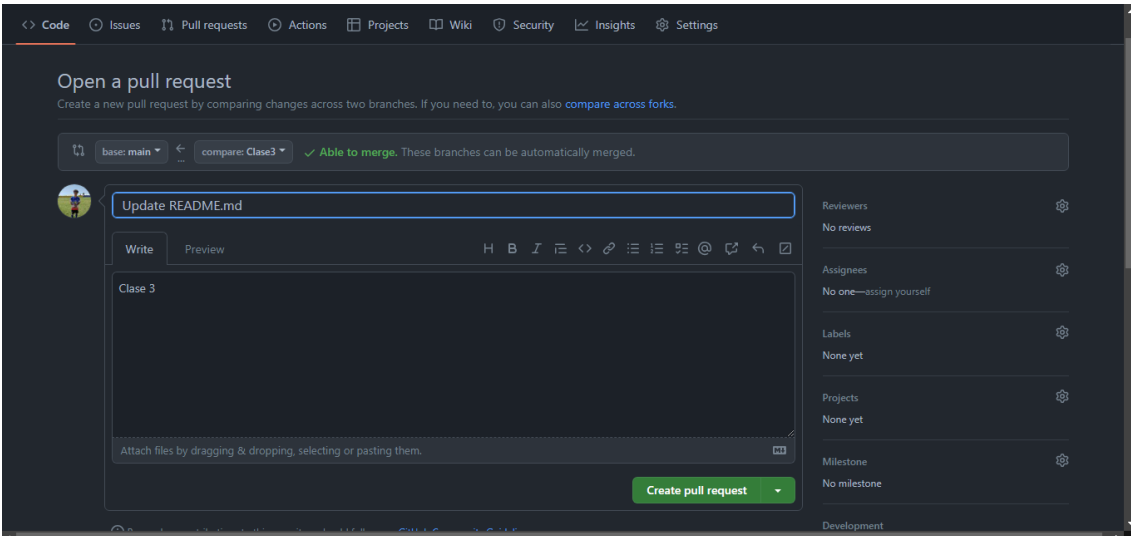 <> Code Issues Pull requests Actions Projects Wiki Security Insights Settings
Open a pull request
Create a new pull request by comparing changes across two branches. If you need to, you can also compare across forks.
base: main ← compare: Clase3 ✓ Able to merge. These branches can be automatically merged.
...
Update README.md
Write Preview H B I <> @
Clase 3
Attach files by dragging & dropping, selecting or pasting them.
Create pull request
Reviewers
No reviews
Assignees
No one—assign yourself
Labels
None yet
Projects
None yet
Milestone
No milestone
Development